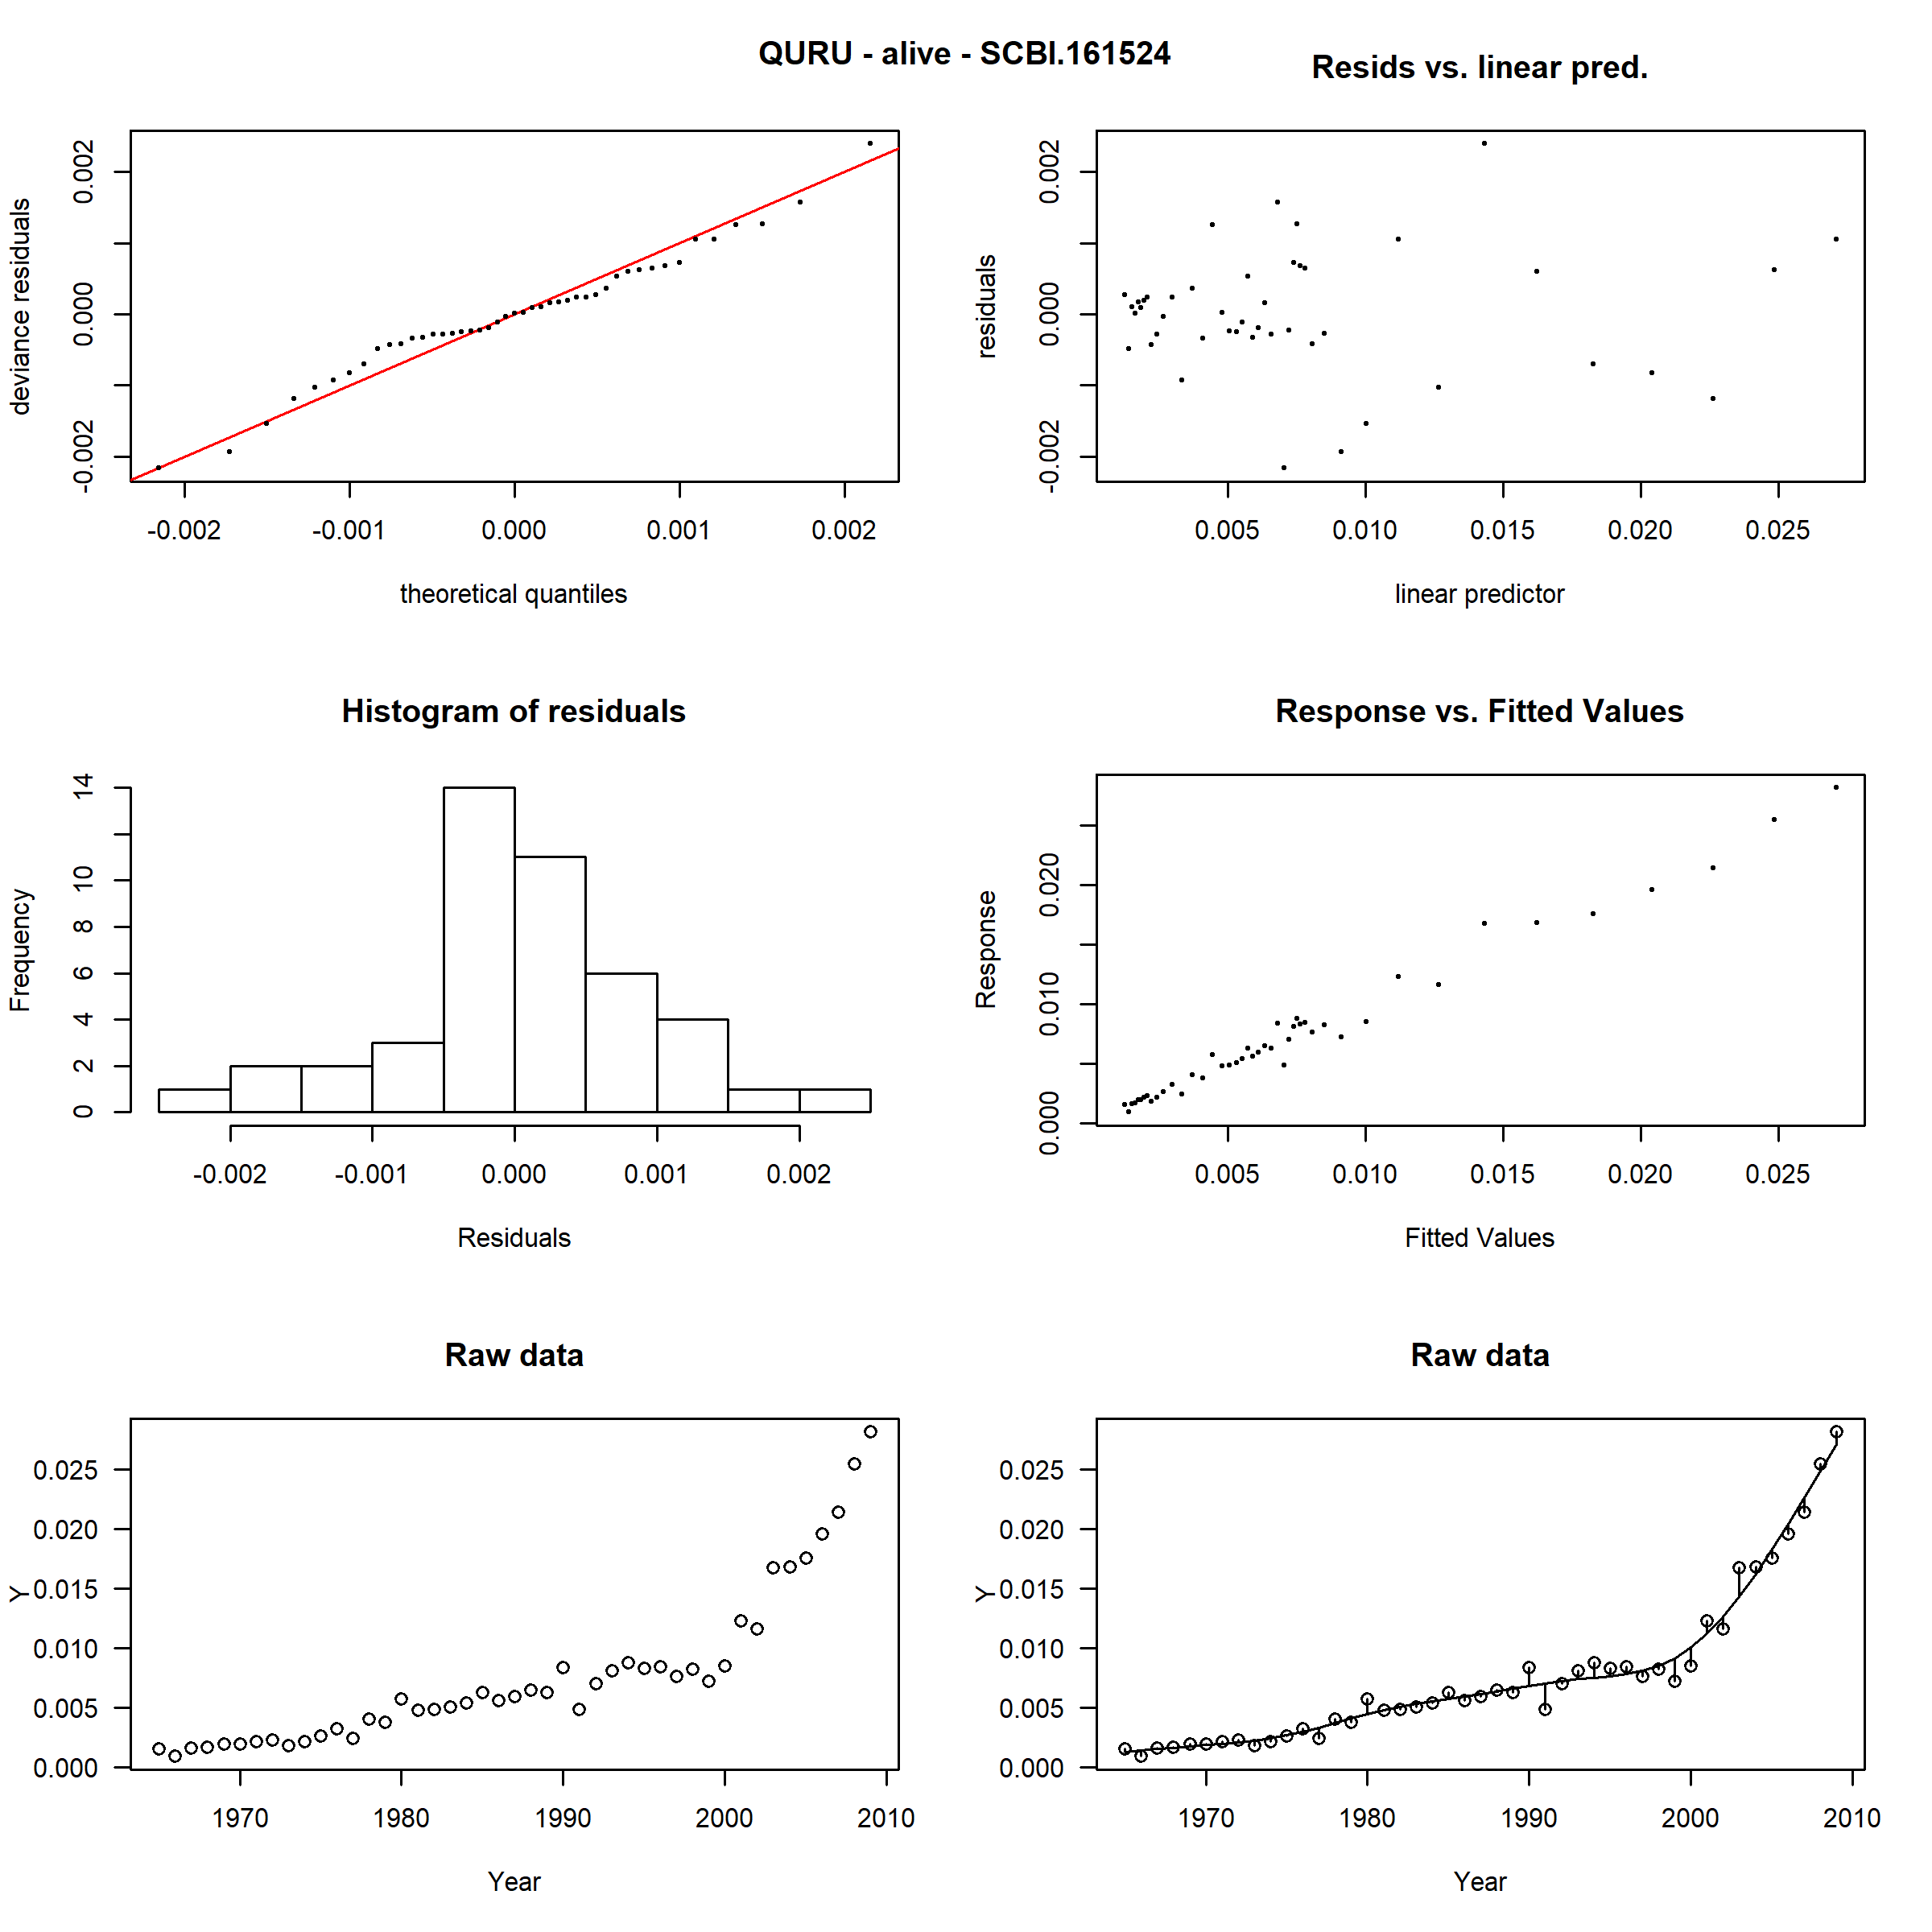 QURU - alive - SCBI.161524
Resids vs. linear pred.
deviance residuals
-0.002 0.000 0.002
-0.002 -0.001 0.000 0.001 0.002
theoretical quantiles
residuals
-0.002 0.000 0.002
0.005 0.010 0.015 0.020 0.025
linear predictor
Histogram of residuals
Frequency
0 2 4 6 8 10 14
-0.002 -0.001 0.000 0.001 0.002
Residuals
Response vs. Fitted Values
Response
0.000 0.010 0.020
0.005 0.010 0.015 0.020 0.025
Fitted Values
Raw data
Y
0.025
0.020
0.015
0.010
0.005
0.000
1970 1980 1990 2000 2010
Year
Raw data
Y
0.025
0.020
0.015
0.010
0.005
0.000
1970 1980 1990 2000 2010
Year